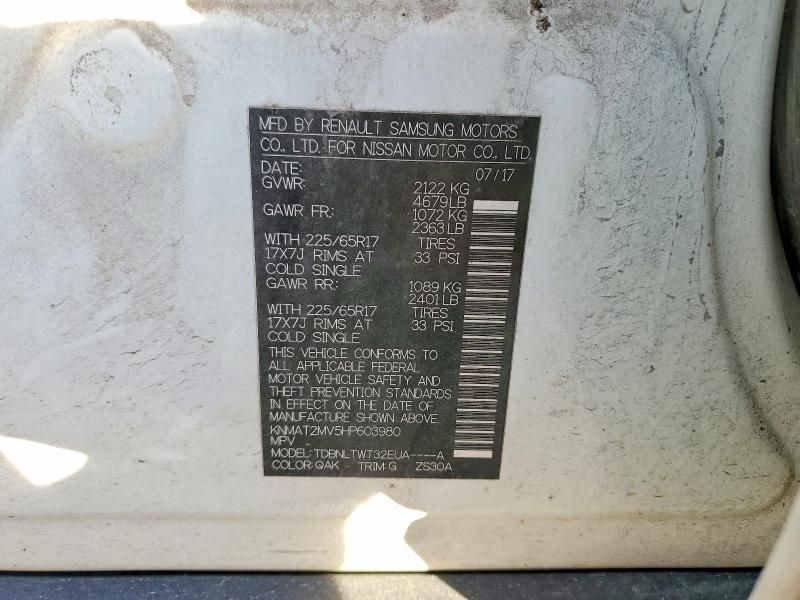 MFD BY RENAULT SAMSUNG MOTORS
CO., LTD. FOR NISSAN MOTOR CO., LTD.
DATE: 07/17
GVWR: 2122 KG
4679LB
GAWR FR: 1072 KG
2363 LB
WITH 225/65R17 TIRES
17X7J RIMS AT 33 PSI
COLD SINGLE
GAWR RR: 1089 KG
2401 LB
WITH 225/65R17 TIRES
17X7J RIMS AT 33 PSI
COLD SINGLE
THIS VEHICLE CONFORMS TO
ALL APPLICABLE FEDERAL
MOTOR VEHICLE SAFETY AND
THEFT PREVENTION STANDARDS
IN EFFECT ON THE DATE OF
MANUFACTURE SHOWN ABOVE.
KNMAT2MV5HP603980
MPV
MODEL: TDBNLTWT32EUA----A
COLOR: QAK - TRIM: G ZS30A